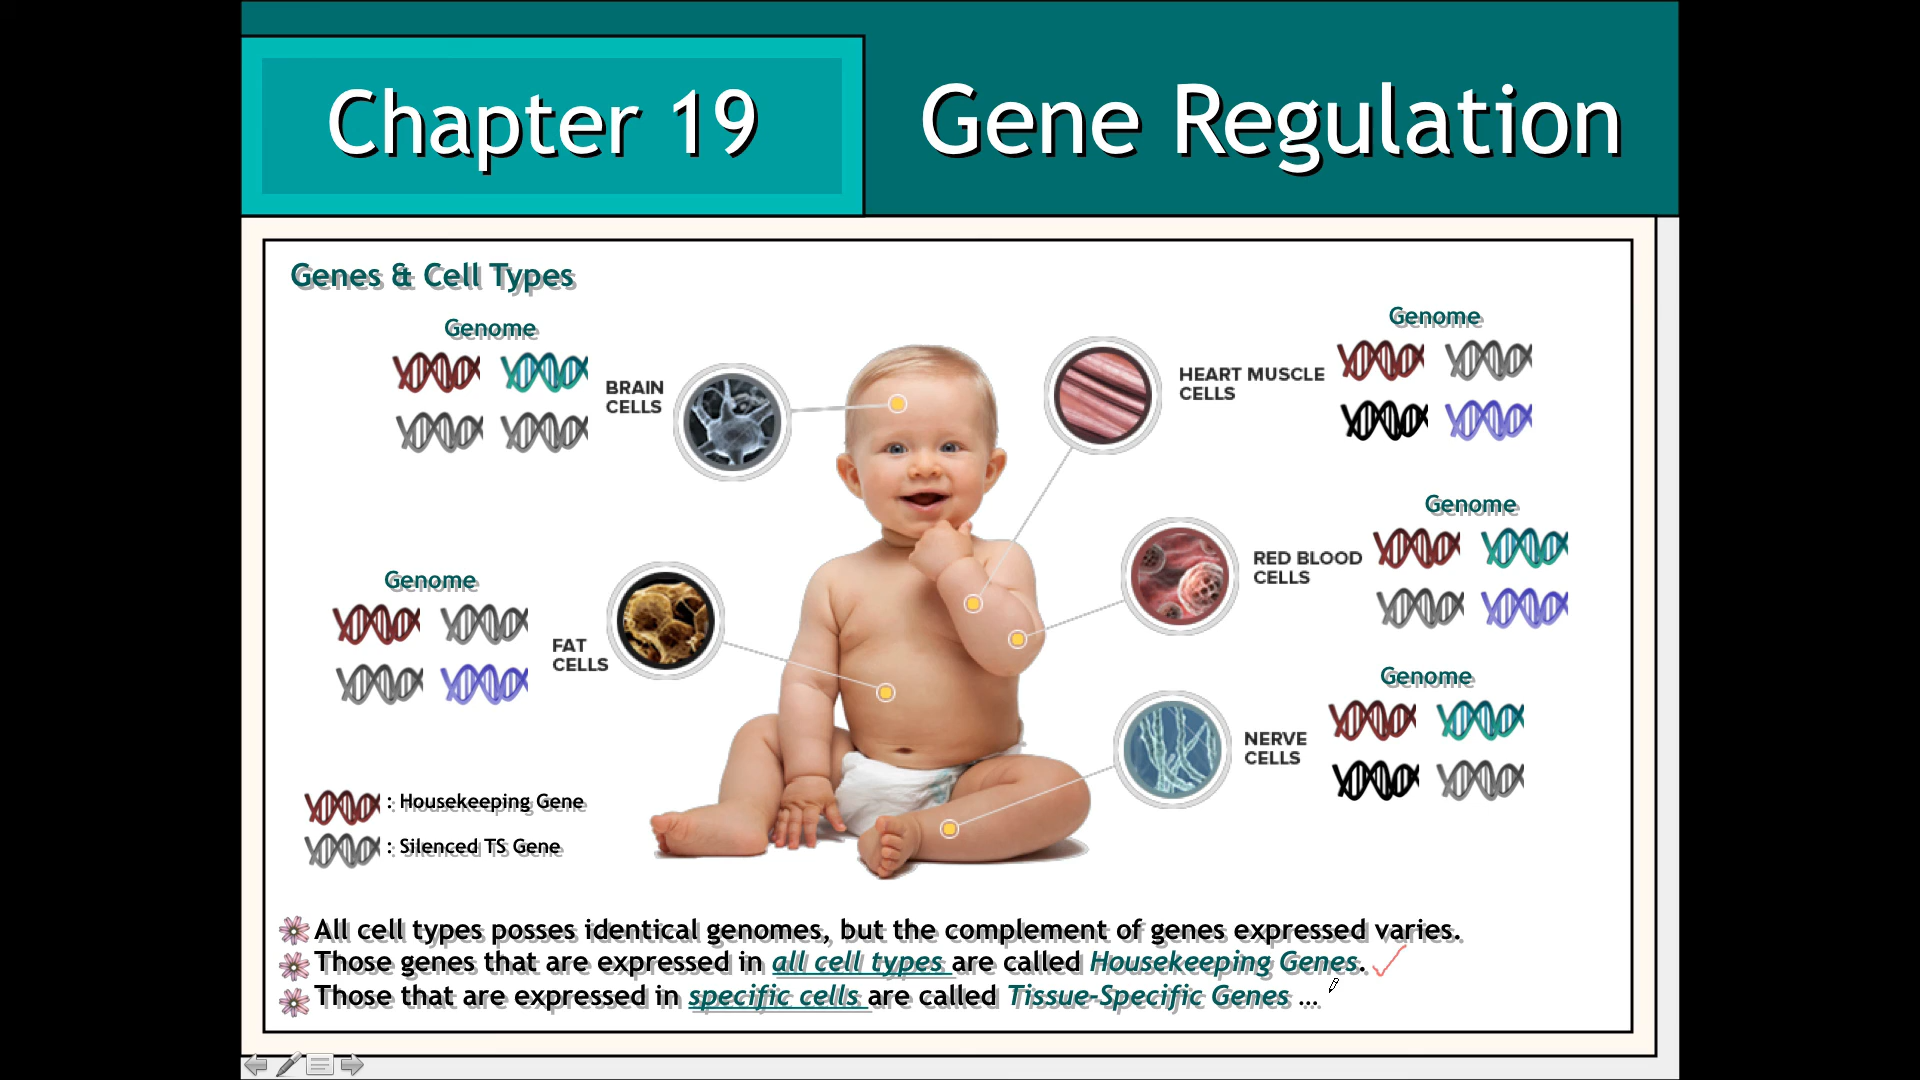 Chapter 19
Gene Regulation
Genes & Cell Types
Genome
BRAIN
CELLS
Genome
HEART MUSCLE
CELLS
Genome
RED BLOOD
CELLS
Genome
FAT
CELLS
Genome
NERVE
CELLS
: Housekeeping Gene
: Silenced TS Gene
All cell types posses identical genomes, but the complement of genes expressed varies.
Those genes that are expressed in all cell types are called Housekeeping Genes.
Those that are expressed in specific cells are called Tissue-Specific Genes ...